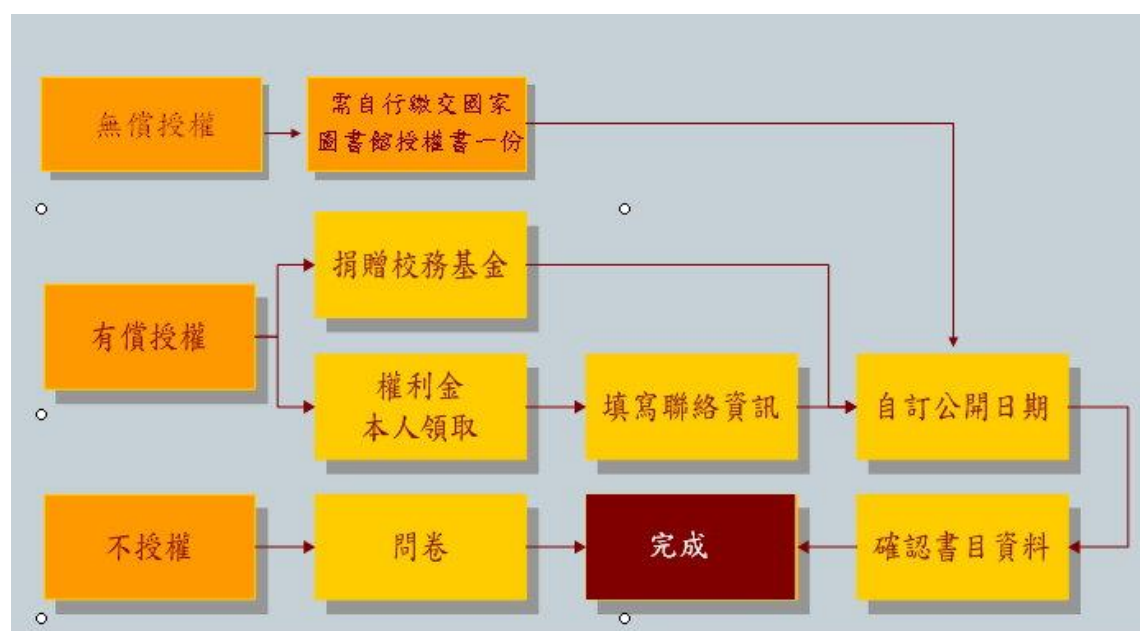 無償授權
需自行繳交國家
圖書館授權書一份
捐贈校務基金
有償授權
權利金
本人領取
填寫聯絡資訊
自訂公開日期
不授權
問卷
完成
確認書目資料